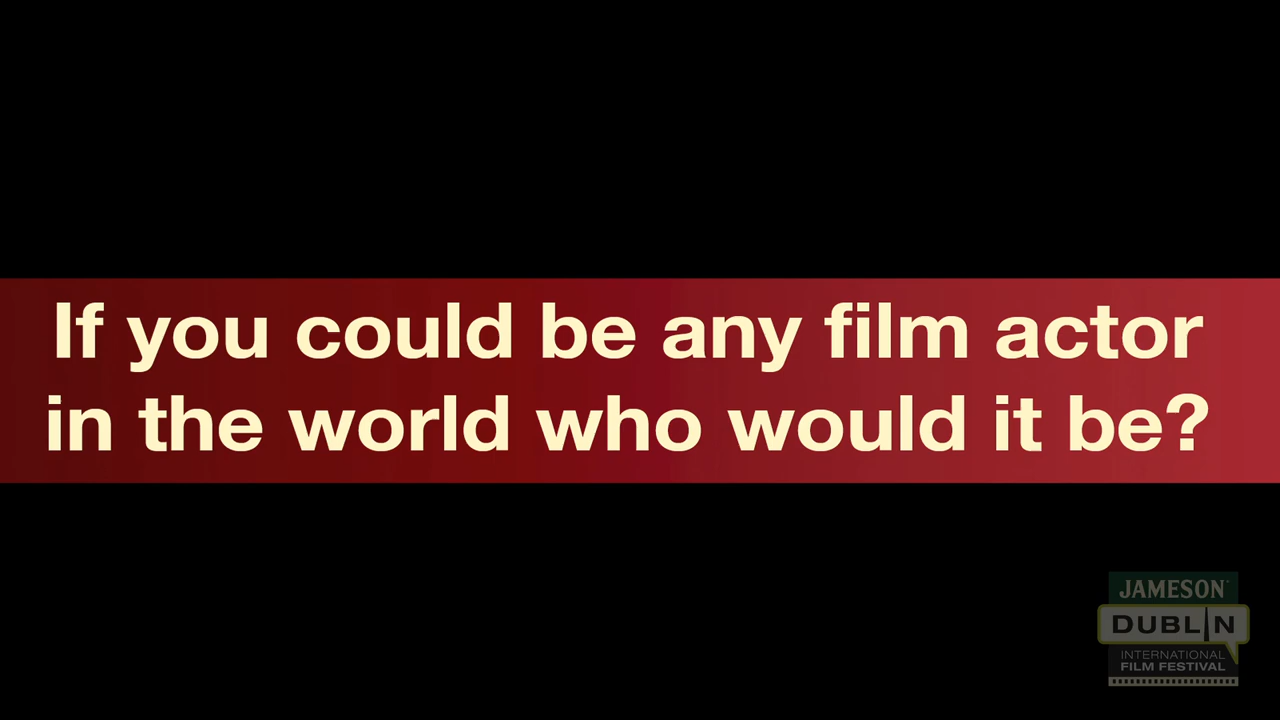 If you could be any film actor
in the world who would it be?
JAMESON
DUBLIN
INTERNATIONAL
FILM FESTIVAL